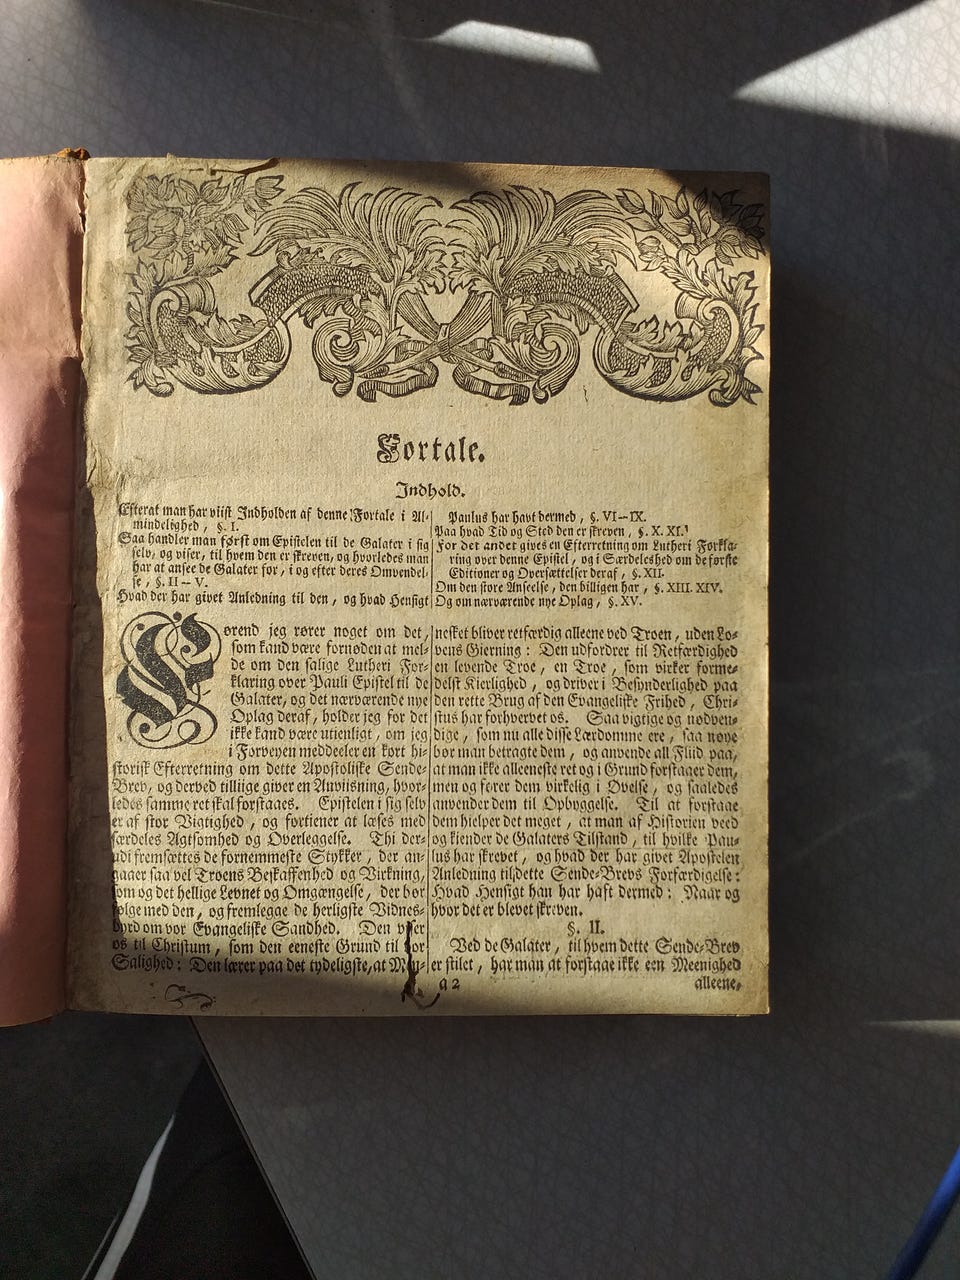 Fortale.
Indhold.
Efterat man har viist Indholden af denne Fortale i Al-
mindelighed, §. I.
Saa handler man først om Epistelen til de Galater i sig
selv, og viser, til hvem den er skreven, og hvorledes man
har at ansee de Galater for, i og efter deres Omvendel-
se, §. II - V.
Hvad der har givet Anledning til den, og hvad Hensigt
Paulus har havt dermed, §. VI-IX.
Paa hvad Tid og Sted den er skreven, §. X. XI.
For det andet gives en Efterretning om Lutheri Forkla-
ring over denne Epistel, og i Særdeleshed om de første
Editioner og Oversættelser deraf, §. XII.
Om den store Anseelse, den billigen har, §. XIII. XIV.
Og om nærværende nye Oplag, §. XV.
Førend jeg rører noget om det,
som kand være fornøden at mel-
de om den salige Lutheri For-
klaring over Pauli Epistel til de
Galater, og det nærværende nye
Oplag deraf, holder jeg for det
ikke kand være utienligt, om jeg
i Forveyen meddeeler en kort hi-
storisk Efterretning om dette Apostoliske Sende-
Brev, og derved tilliige giver en Anviisning, hvor-
ledes samme ret skal forstaaes. Epistelen i sig selv
er af stor Vigtighed, og fortiener at læses med
særdeles Agtsomhed og Overleggelse. Thi der-
udi fremsættes de fornemmeste Stykker, der an-
gaaer saa vel Troens Beskaffenhed og Virkning,
som og det hellige Levnet og Omgængelse, der bør
følge med den, og fremlegge de herligste Vidnes-
byrd om vor Evangeliske Sandhed. Den viser
os til Christum, som den eeneste Grund til vor
Salighed: Den lærer paa det tydeligste, at Men-
nesket bliver retfærdig alleene ved Troen, uden Lo-
vens Gierning: Den udfordrer til Retfærdighed
en levende Troe, en Troe, som virker forme-
delst Kierlighed, og driver i Besynderlighed paa
den rette Brug af den Evangeliske Frihed, Chri-
stus har forhvervet os. Saa vigtige og nødven-
dige, som nu alle disse Lærdomme ere, saa nøye
bør man betragte dem, og anvende all Fliid paa,
at man ikke alleeneste ret og i Grund forstaaer dem,
men og fører dem virkelig i Øvelse, og saaledes
anvender dem til Opbyggelse. Til at forstaae
dem hjelper det meget, at man af Historien veed
og kiender de Galaters Tilstand, til hvilke Pau-
lus har skrevet, og hvad der har givet Apostelen
Anledning til dette Sende-Brevs Forfærdigelse:
Hvad Hensigt han har haft dermed: Naar og
hvor det er blevet skreven.
§. II.
Ved de Galater, til hvem dette Sende-Brev
er stilet, har man at forstaae ikke een Meenighed
a 2
alleene,